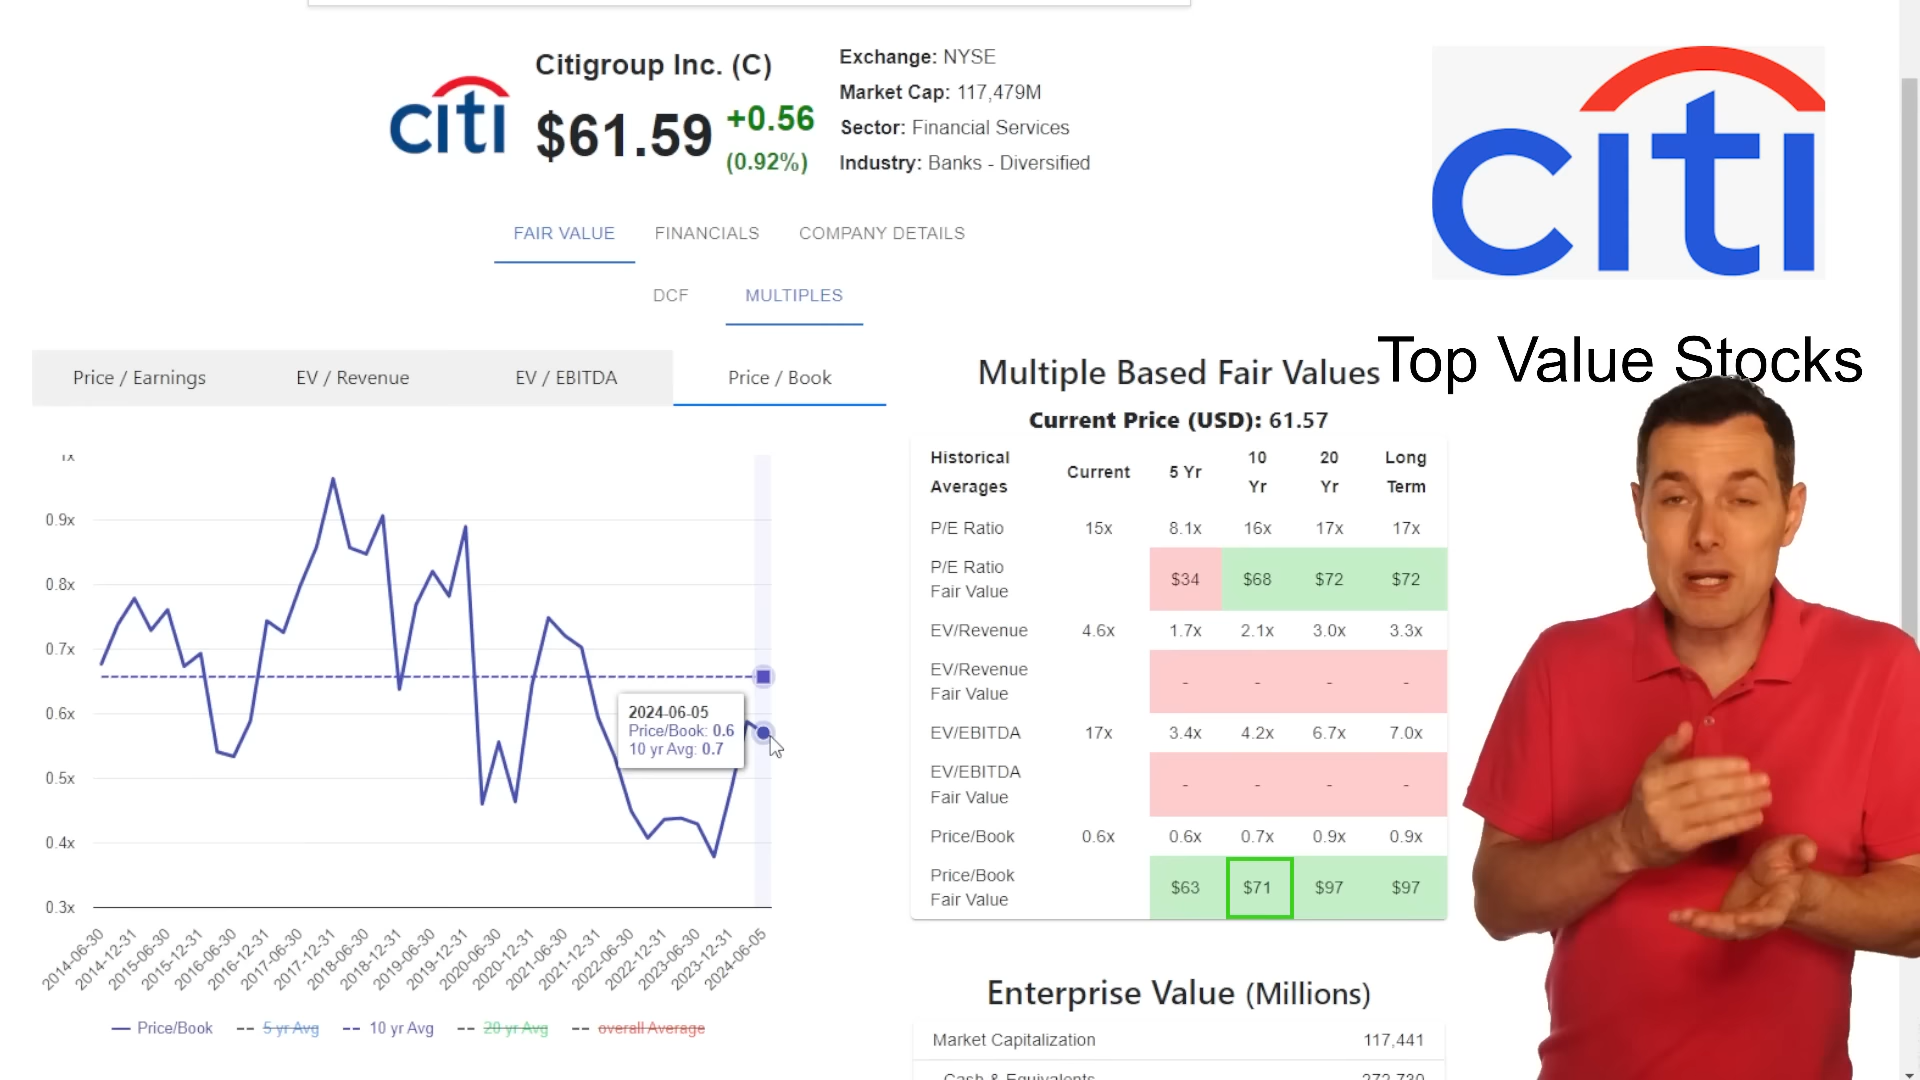 Citigroup Inc. (C)
citi
$61.59
+0.56
(0.92%)
Exchange: NYSE
Market Cap: 117,479M
Sector: Financial Services
Industry: Banks - Diversified
citi
FAIR VALUE
FINANCIALS
COMPANY DETAILS
DCF
MULTIPLES
Top Value Stocks
Price / Earnings
EV / Revenue
EV / EBITDA
Price / Book
Multiple Based Fair Values
Current Price (USD): 61.57
Historical Averages Current 5 Yr 10 Yr 20 Yr Long Term
P/E Ratio 15x 8.1x 16x 17x 17x
P/E Ratio Fair Value $34 $68 $72 $72
EV/Revenue 4.6x 1.7x 2.1x 3.0x 3.3x
EV/Revenue Fair Value - - - -
EV/EBITDA 17x 3.4x 4.2x 6.7x 7.0x
EV/EBITDA Fair Value - - - -
Price/Book 0.6x 0.6x 0.7x 0.9x 0.9x
Price/Book Fair Value $63 $71 $97 $97
1x
0.9x
0.8x
0.7x
0.6x
0.5x
0.4x
0.3x
2024-06-05
Price/Book: 0.6
10 yr Avg: 0.7
2014-06-30
2014-12-31
2015-06-30
2015-12-31
2016-06-30
2016-12-31
2017-06-30
2017-12-31
2018-06-30
2018-12-31
2019-06-30
2019-12-31
2020-06-30
2020-12-31
2021-06-30
2021-12-31
2022-06-30
2022-12-31
2023-06-30
2023-12-31
2024-06-05
Price/Book
5 yr Avg
10 yr Avg
20 yr Avg
overall Average
Enterprise Value (Millions)
Market Capitalization 117,441
Cash & Equivalents 272,730